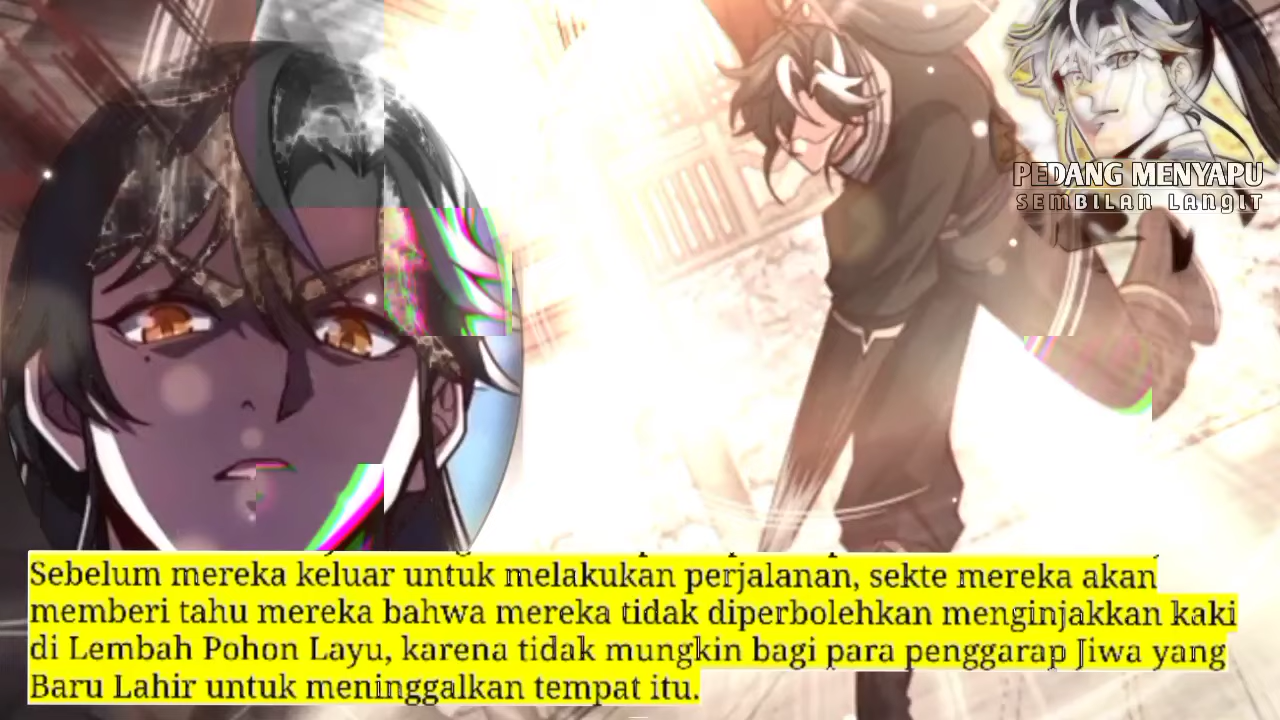 PEDANG MENYAPU
SEMBILAN LANGIT
Sebelum mereka keluar untuk melakukan perjalanan, sekte mereka akan
memberi tahu mereka bahwa mereka tidak diperbolehkan menginjakkan kaki
di Lembah Pohon Layu, karena tidak mungkin bagi para penggarap Jiwa yang
Baru Lahir untuk meninggalkan tempat itu.